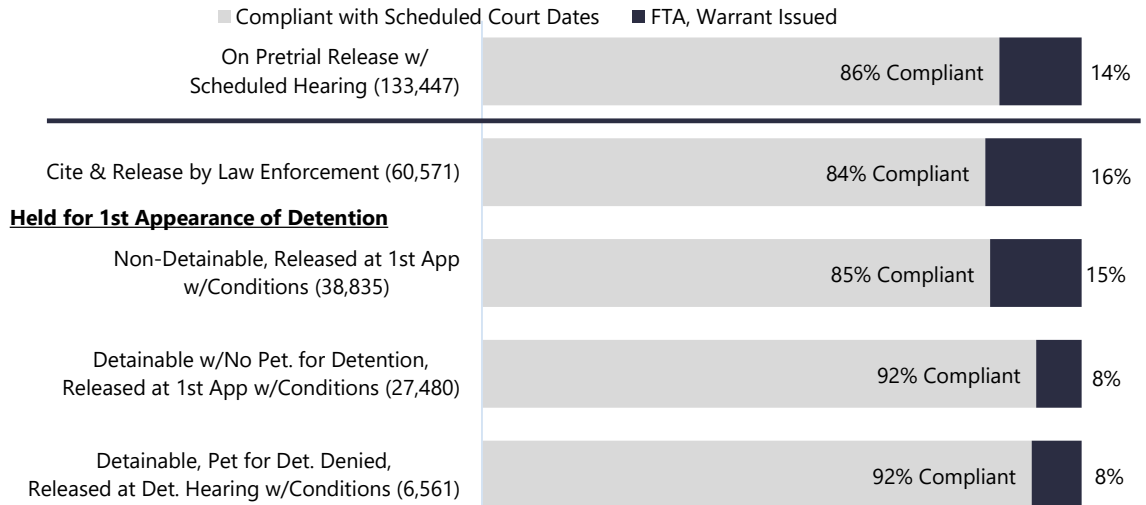 Compliant with Scheduled Court Dates FTA, Warrant Issued
On Pretrial Release w/
Scheduled Hearing (133,447)
86% Compliant 14%
Cite & Release by Law Enforcement (60,571)
84% Compliant 16%
Held for 1st Appearance of Detention
Non-Detainable, Released at 1st App
w/Conditions (38,835)
85% Compliant 15%
Detainable w/No Pet. for Detention,
Released at 1st App w/Conditions (27,480)
92% Compliant 8%
Detainable, Pet for Det. Denied,
Released at Det. Hearing w/Conditions (6,561)
92% Compliant 8%